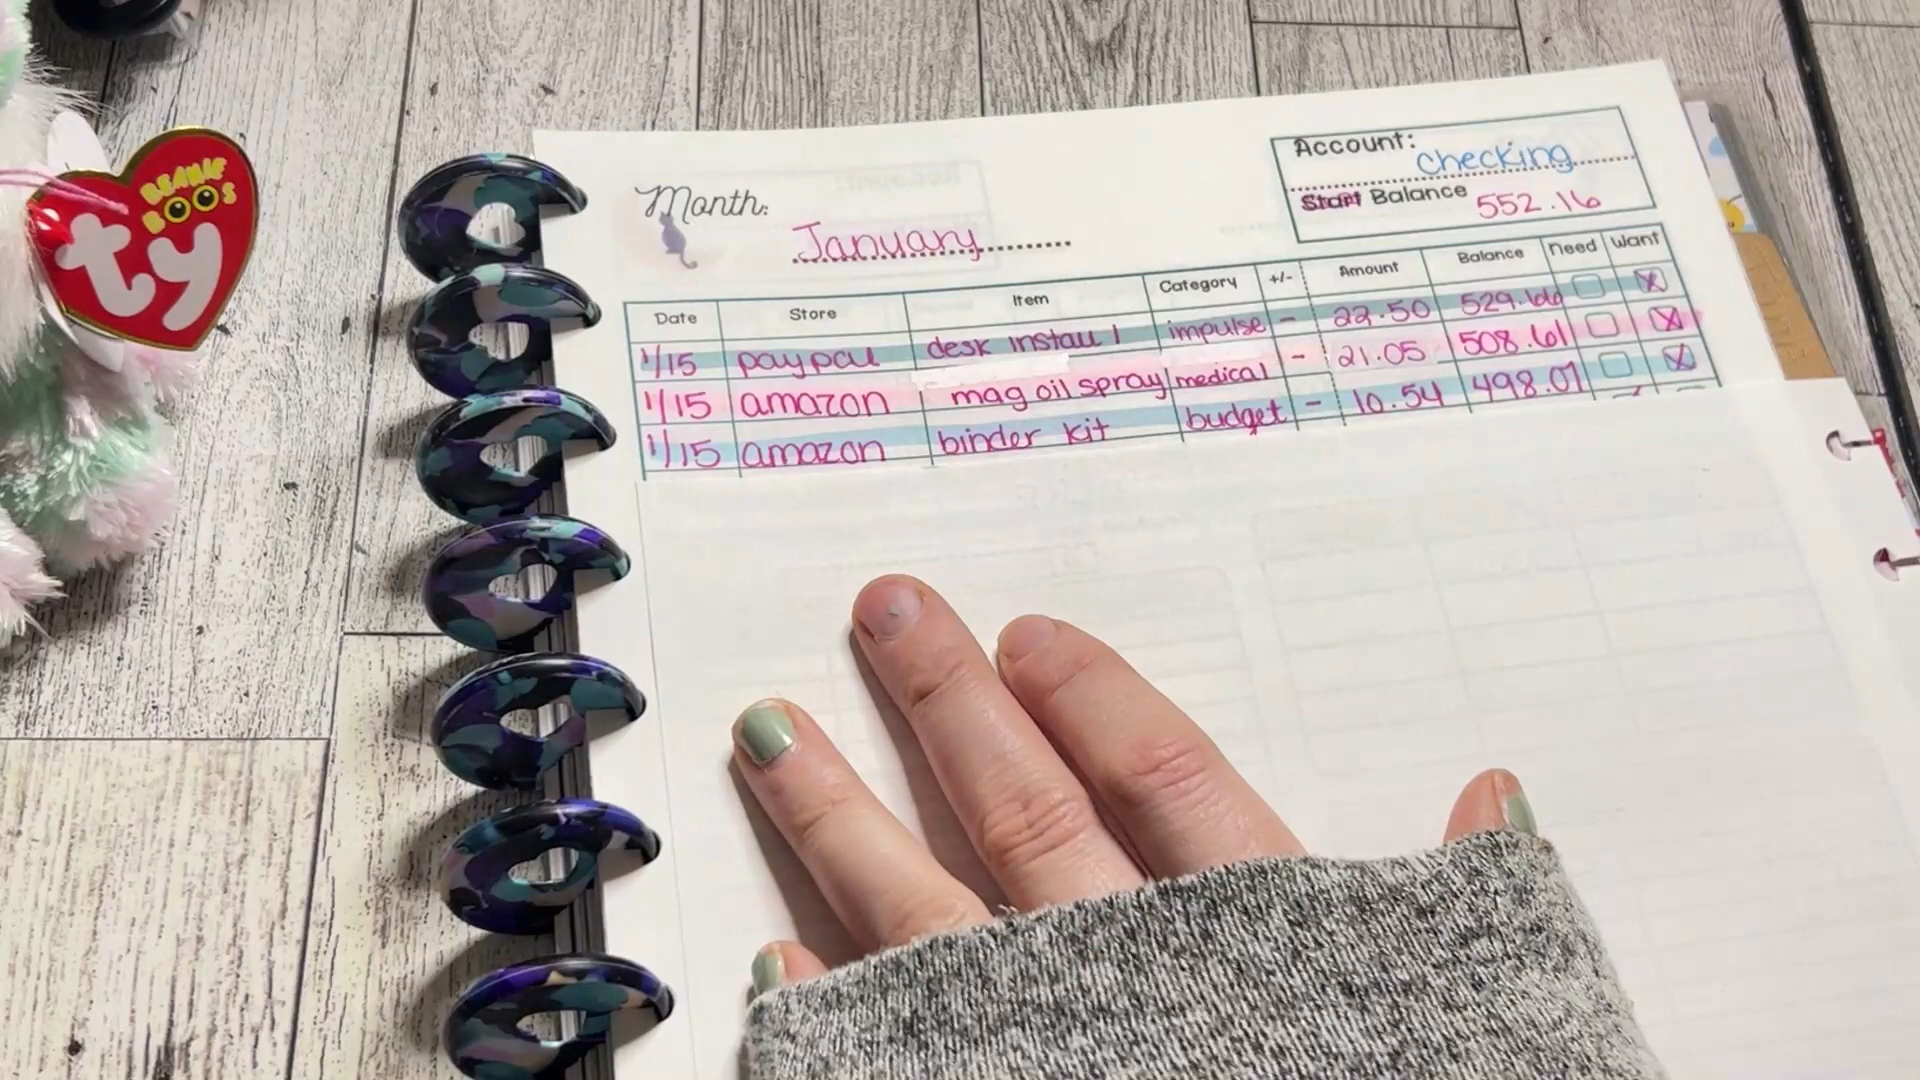 BEANIE
BOOS
ty
Account: checking
Start Balance 552.16
Month: January
Date Store Item Category +/- Amount Balance Need Want
1/15 paypal desk install 1 impulse - 22.50 529.66
1/15 amazon mag oil spray medical - 21.05 508.61
1/15 amazon binder kit budget - 10.54 498.07